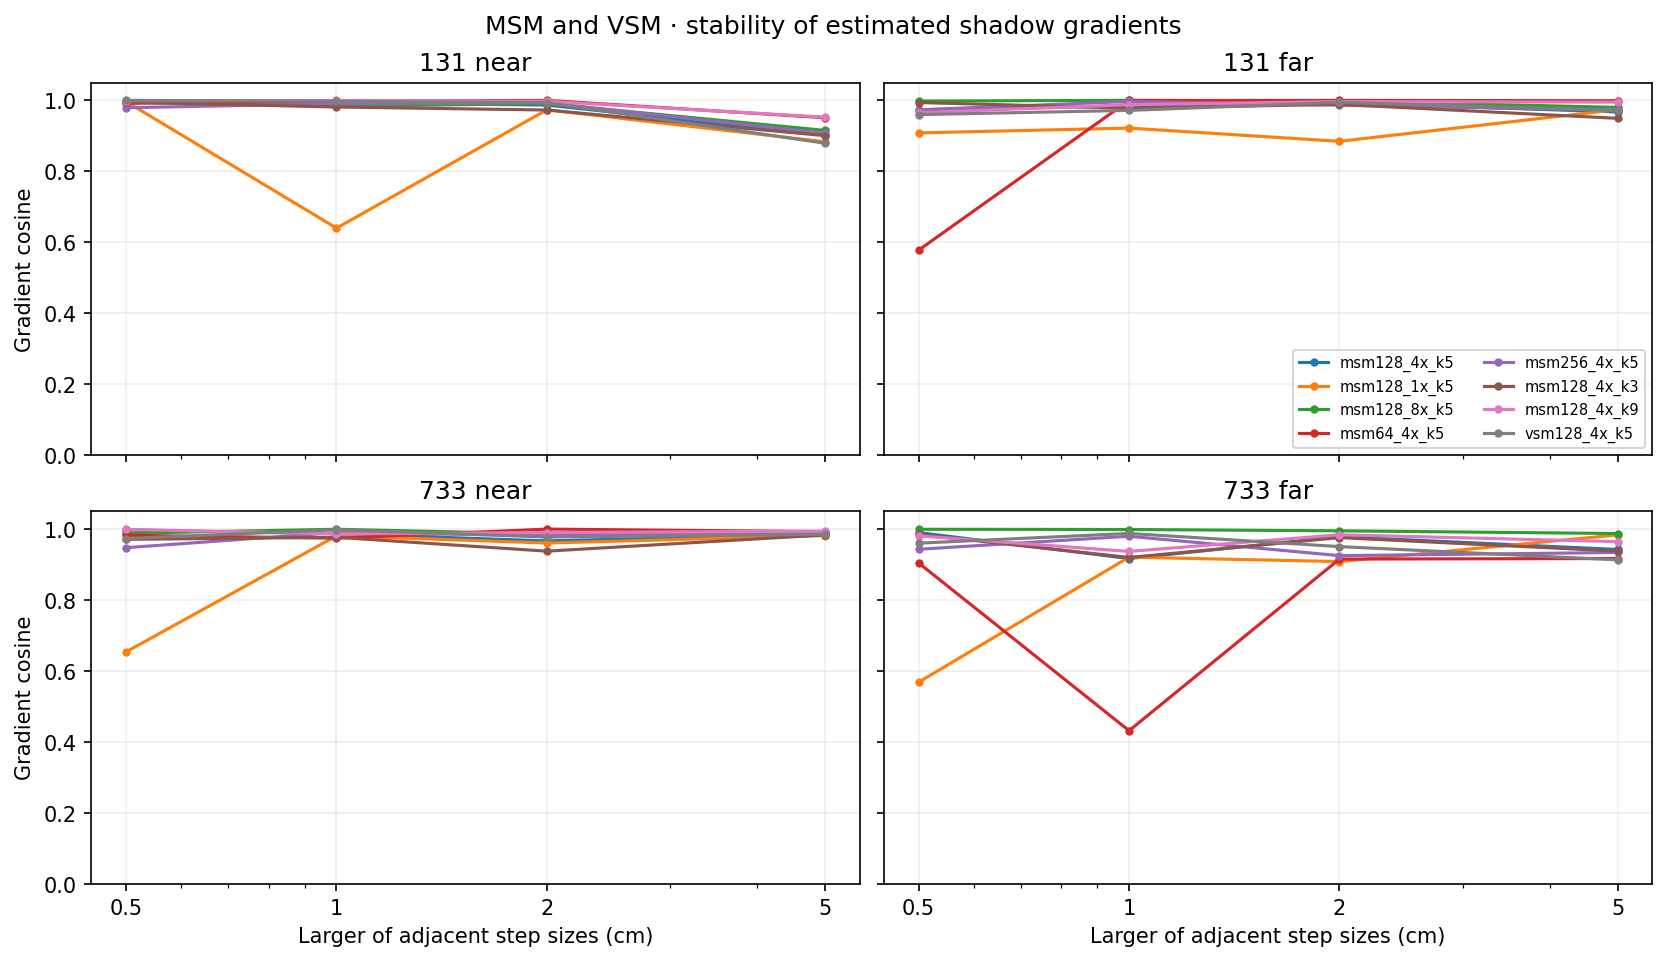 MSM and VSM · stability of estimated shadow gradients
131 near
131 far
Gradient cosine
1.0
0.8
0.6
0.4
0.2
0.0
msm128_4x_k5
msm128_1x_k5
msm128_8x_k5
msm64_4x_k5
msm256_4x_k5
msm128_4x_k3
msm128_4x_k9
vsm128_4x_k5
733 near
733 far
Gradient cosine
1.0
0.8
0.6
0.4
0.2
0.0
0.5 1 2 5
0.5 1 2 5
Larger of adjacent step sizes (cm)
Larger of adjacent step sizes (cm)